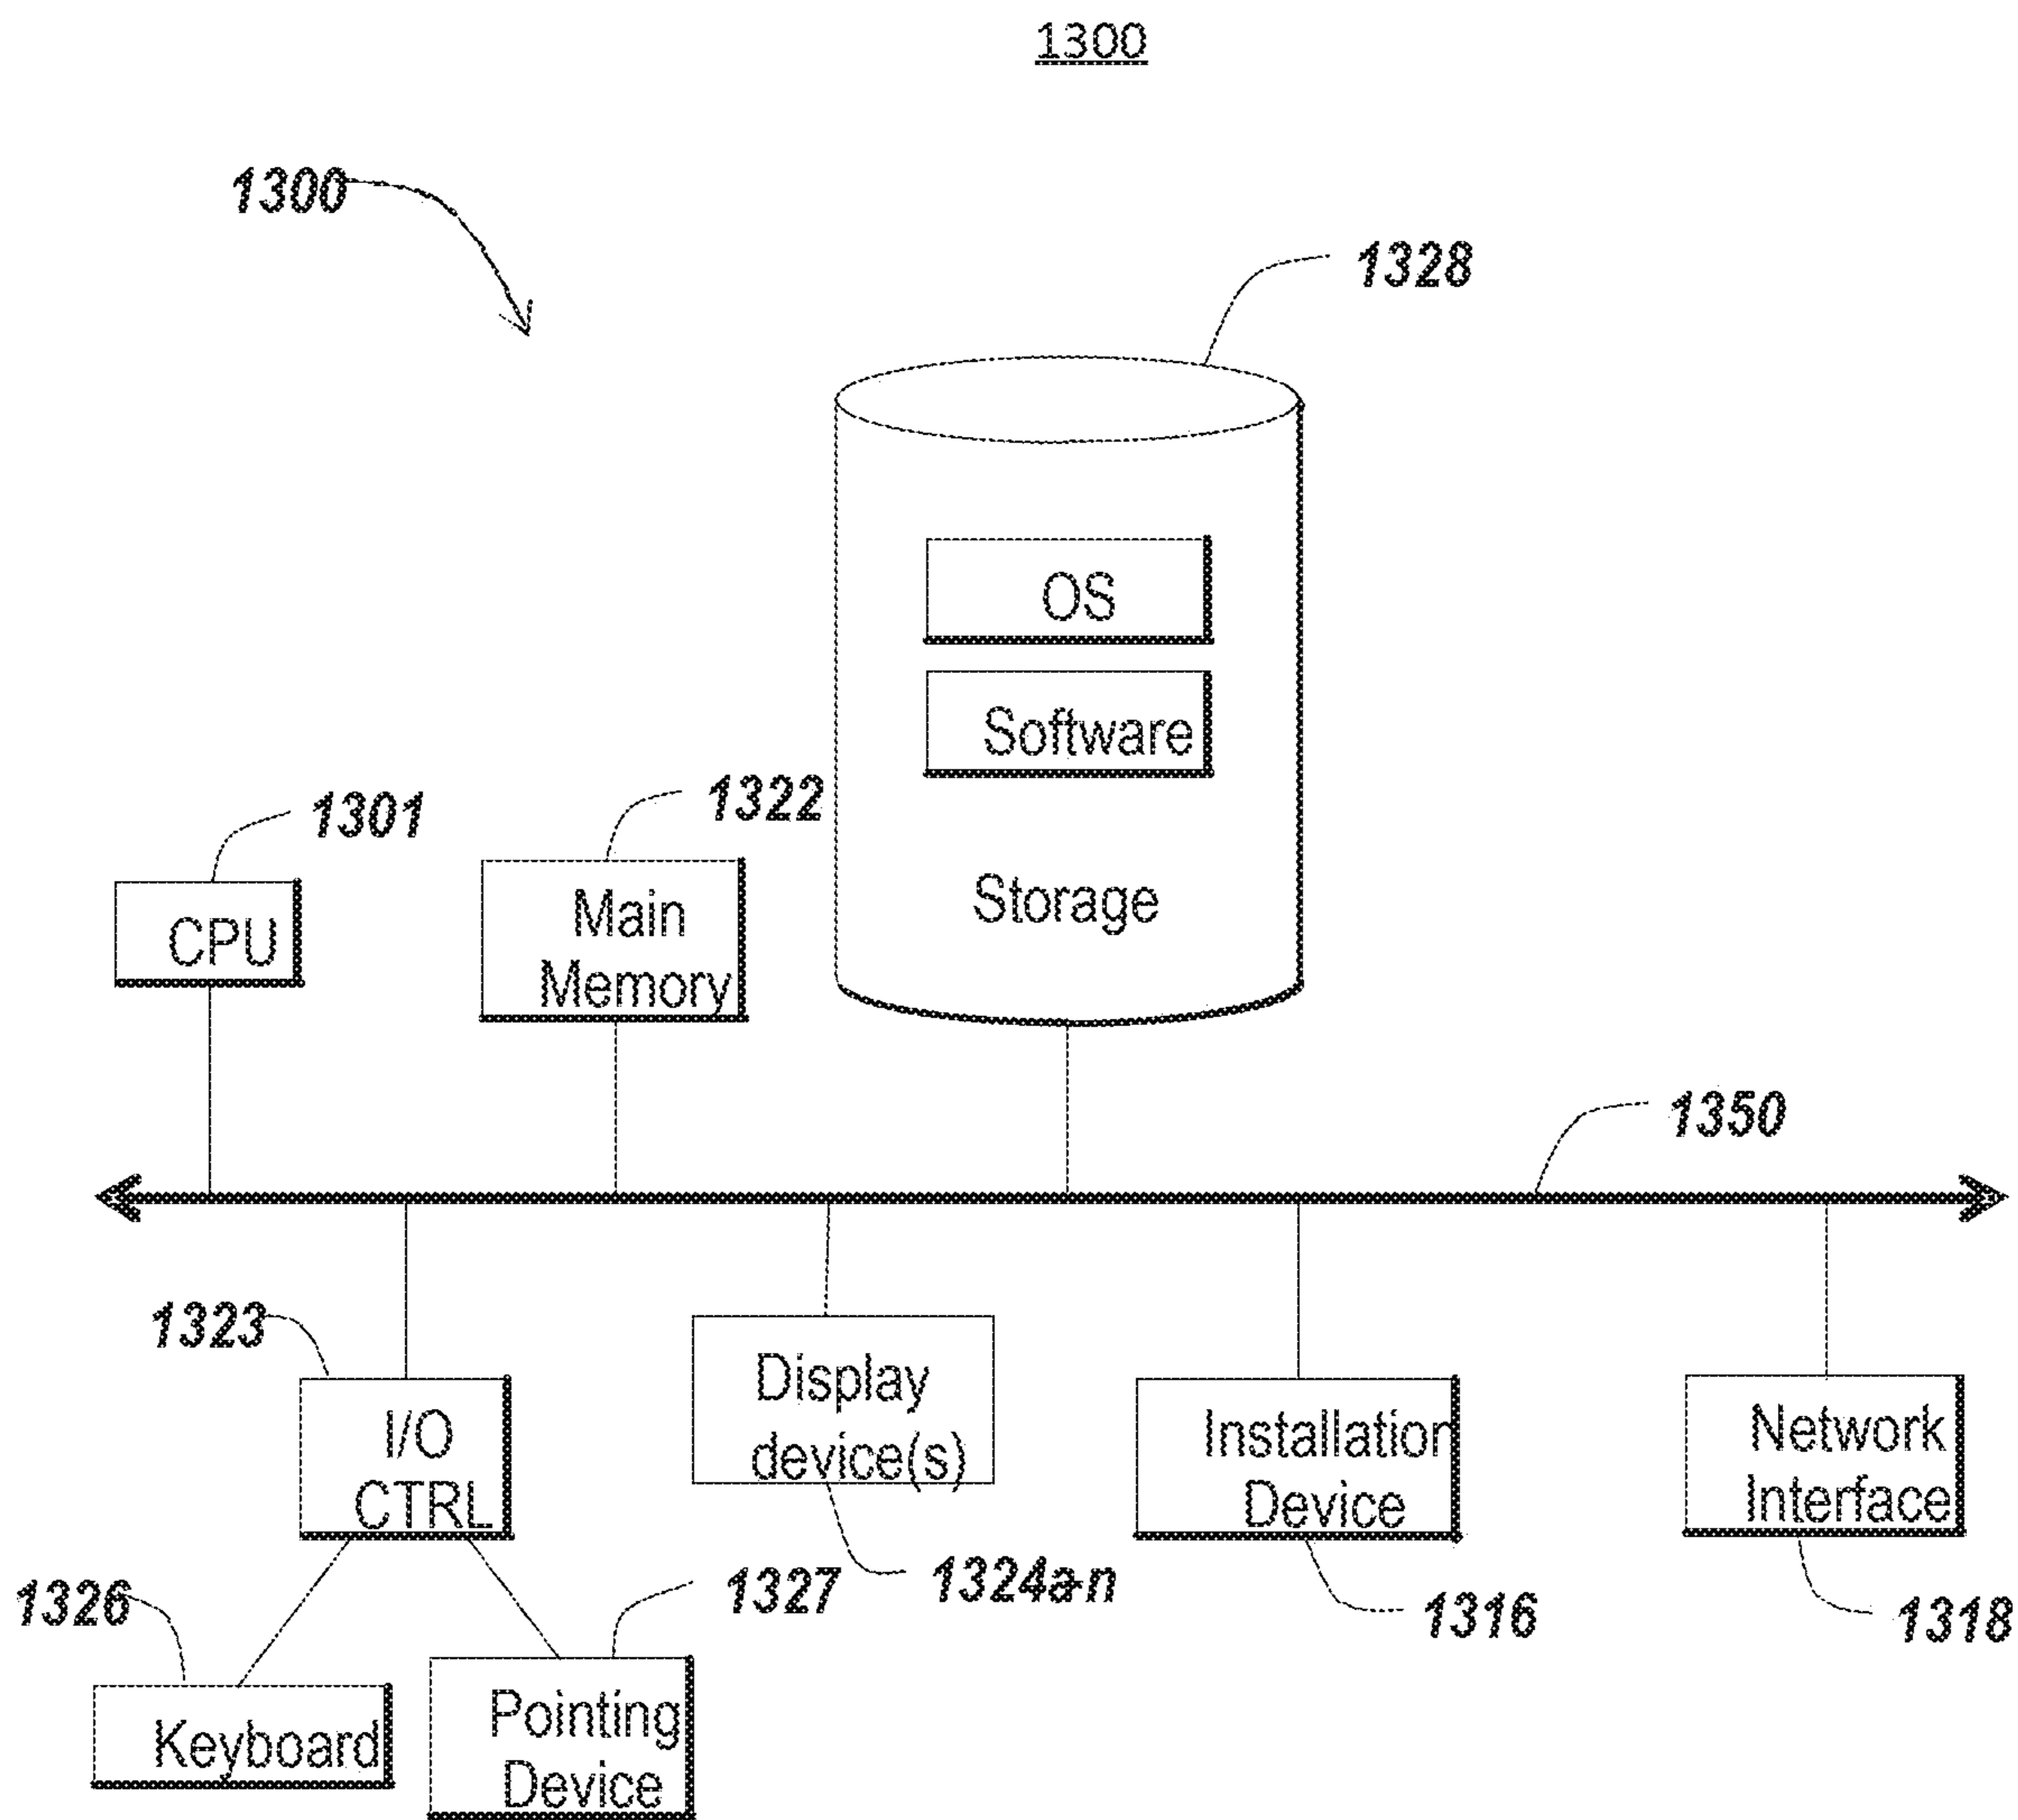 1300
1300
1328
OS
Software
Storage
1301
CPU
1322
Main
Memory
1350
1323
I/O
CTRL
Display
device(s)
1324a-n
Installation
Device
1316
Network
Interface
1318
1326
Keyboard
1327
Pointing
Device